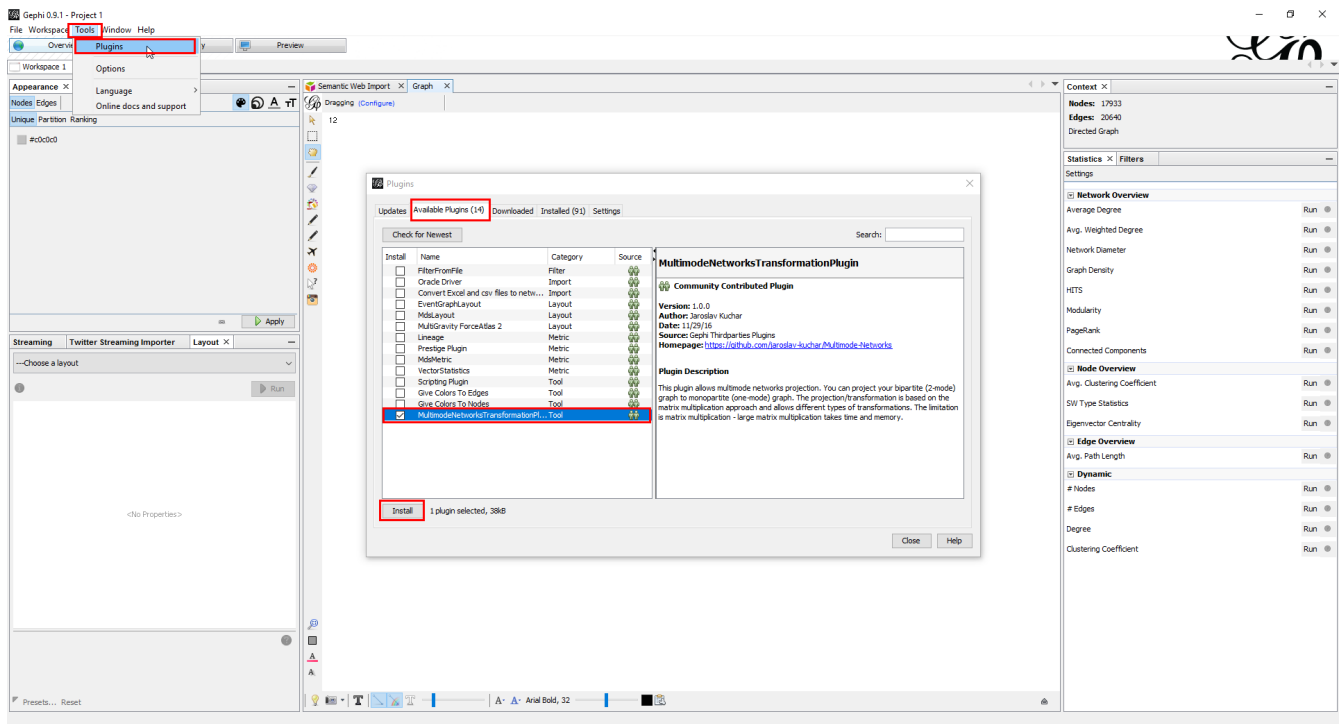 Gephi 0.9.1 - Project 1
File Workspace Tools Window Help
Overvie
Plugins
y
Preview
Workspace 1
Options
Language
Online docs and support
Appearance
Nodes Edges
Unique Partition Ranking
#c0c0c0
Apply
Streaming Twitter Streaming Importer Layout
---Choose a layout
Run
<No Properties>
Presets... Reset
Semantic Web Import Graph
Dragging (Configure)
12
Plugins
Updates Available Plugins (14) Downloaded Installed (91) Settings
Check for Newest
Search:
Install Name Category Source
FilterFromFile Filter
Oracle Driver Import
Convert Excel and csv files to netw... Import
EventGraphLayout Layout
MdsLayout Layout
MultiGravity ForceAtlas 2 Layout
Lineage Metric
Prestige Plugin Metric
MdsMetric Metric
VectorStatistics Metric
Scripting Plugin Tool
Give Colors To Edges Tool
Give Colors To Nodes Tool
MultimodeNetworksTransformationPl... Tool
MultimodeNetworksTransformationPlugin
Community Contributed Plugin
Version: 1.0.0
Author: Jaroslav Kuchar
Date: 11/29/16
Source: Gephi Thirdparties Plugins
Homepage: https://github.com/jaroslav-kuchar/Multimode-Networks
Plugin Description
This plugin allows multimode networks projection. You can project your bipartite (2-mode)
graph to monopartite (one-mode) graph. The projection/transformation is based on the
matrix multiplication approach and allows different types of transformations. The limitation
is matrix multiplication - large matrix multiplication takes time and memory.
Install 1 plugin selected, 38kB
Close Help
Arial Bold, 32
Context
Nodes: 17933
Edges: 20640
Directed Graph
Statistics Filters
Settings
Network Overview
Average Degree Run
Avg. Weighted Degree Run
Network Diameter Run
Graph Density Run
HITS Run
Modularity Run
PageRank Run
Connected Components Run
Node Overview
Avg. Clustering Coefficient Run
SW Type Statistics Run
Eigenvector Centrality Run
Edge Overview
Avg. Path Length Run
Dynamic
# Nodes Run
# Edges Run
Degree Run
Clustering Coefficient Run